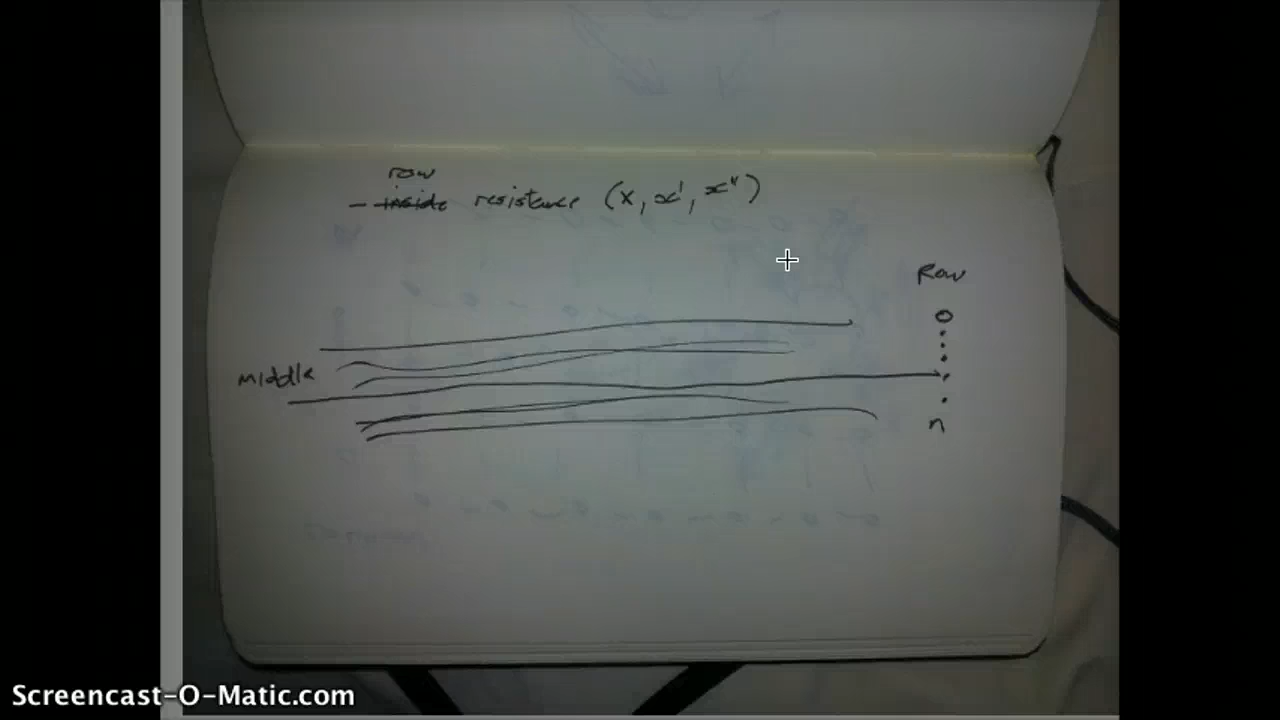 row
- inside resistance (x, x', x")
Row
0
middle
n
Screencast-O-Matic.com